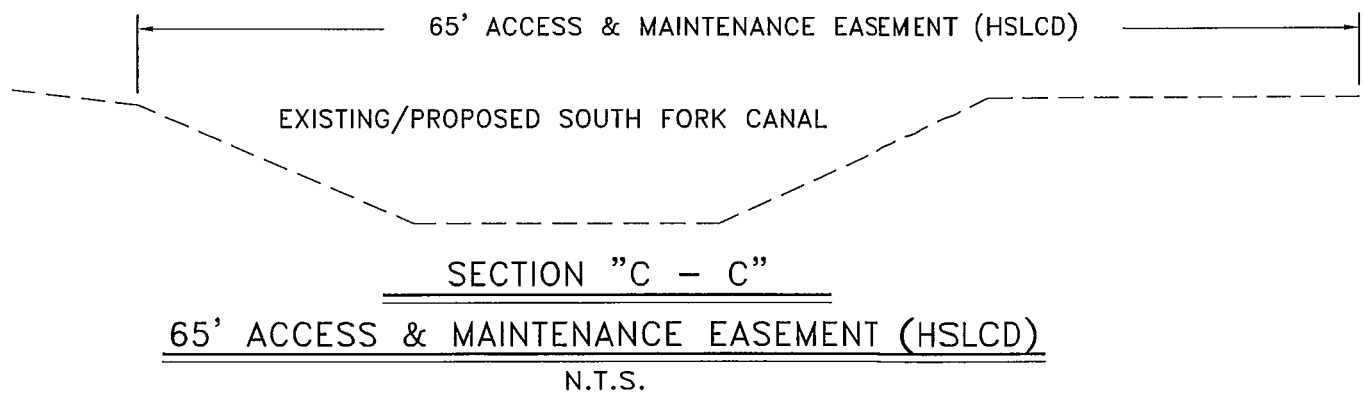 65' ACCESS & MAINTENANCE EASEMENT (HSLCD)
EXISTING/PROPOSED SOUTH FORK CANAL
SECTION "C – C"
65' ACCESS & MAINTENANCE EASEMENT (HSLCD)
N.T.S.